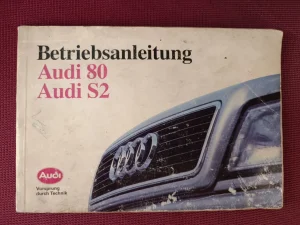 Betriebsanleitung
Audi 80
Audi S2
Audi
Vorsprung
durch Technik